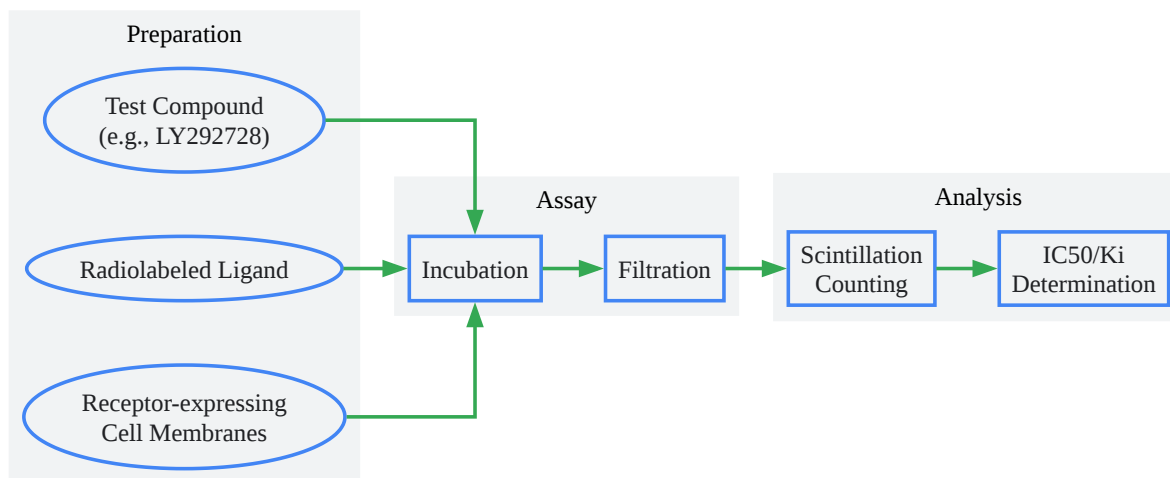 Preparation
Test Compound
(e.g., LY292728)
Radiolabeled Ligand
Receptor-expressing
Cell Membranes
Assay
Incubation
Filtration
Analysis
Scintillation
Counting
IC50/Ki
Determination